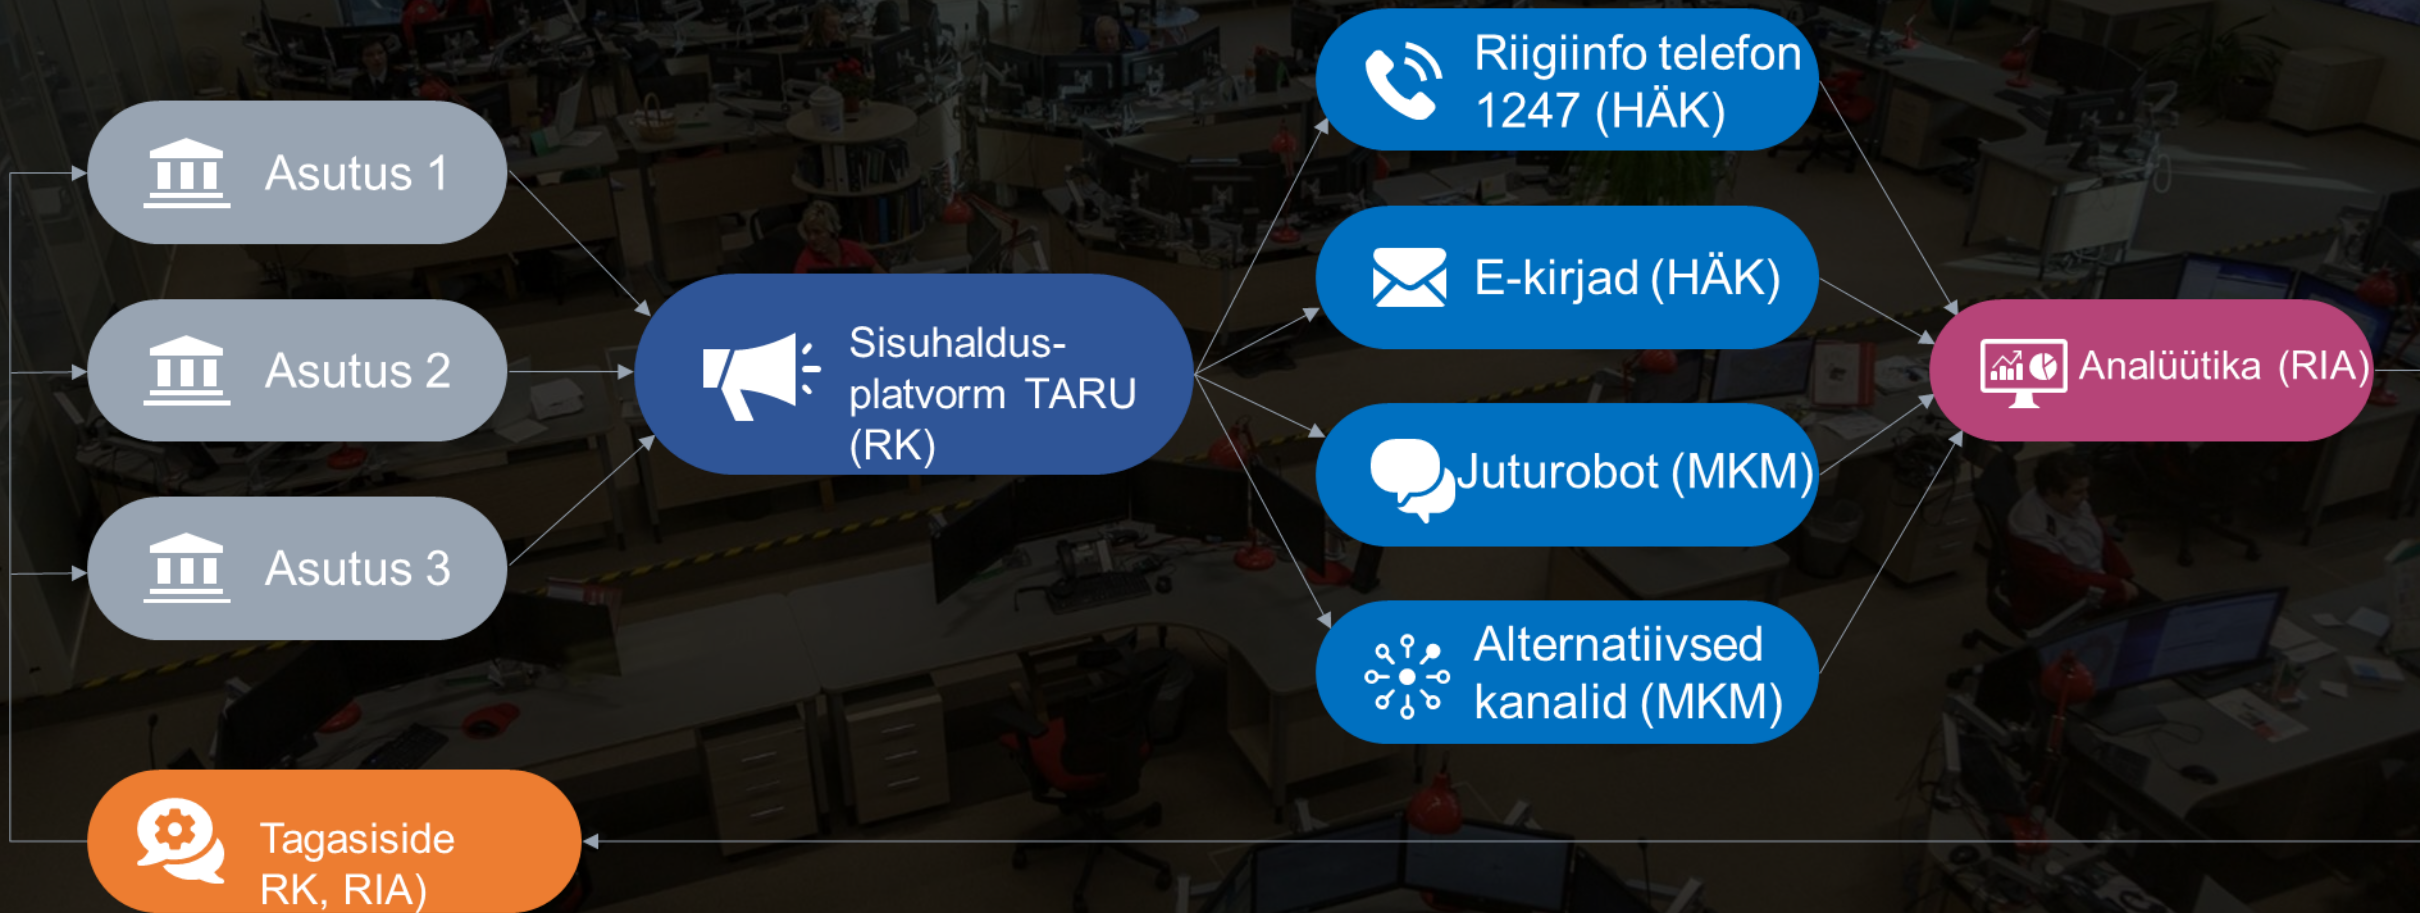 Asutus 1
Asutus 2
Asutus 3
Tagasiside
RK, RIA)
Sisuhaldus-
platvorm TARU
(RK)
Riigiinfo telefon
1247 (HÄK)
E-kirjad (HÄK)
Juturobot (MKM)
Alternatiivsed
kanalid (MKM)
Analüütika (RIA)